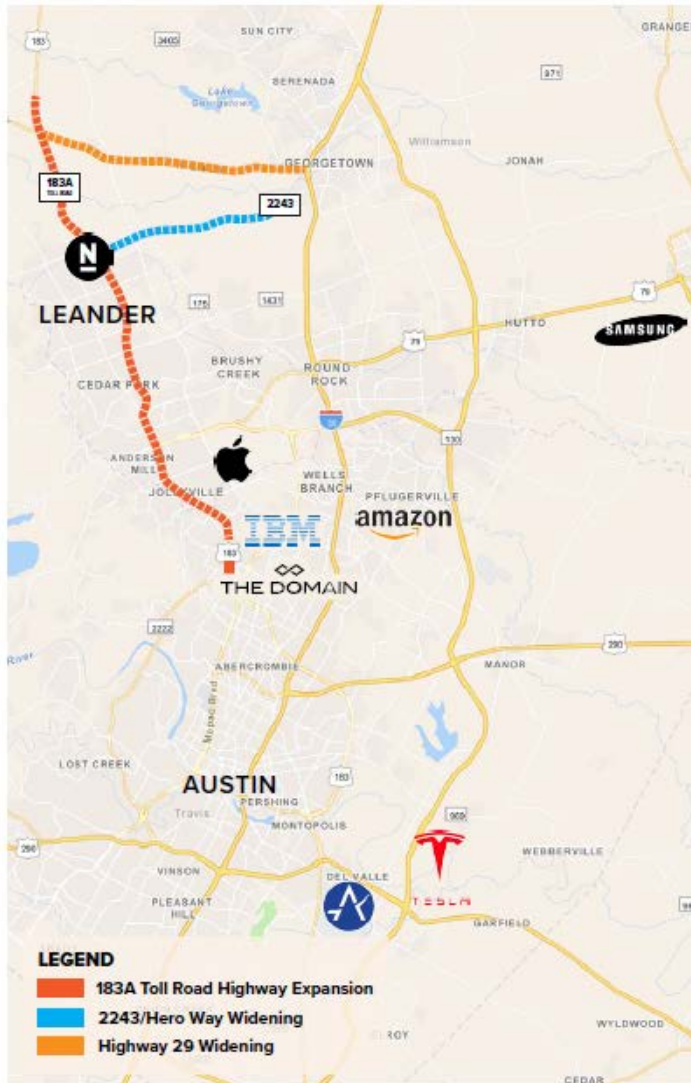 183
3405
SUN CITY
GRANGE
SERENADA
971
Lake
Georgetown
Williamson
GEORGETOWN
JONAH
183A
TOLL ROAD
2243
N
LEANDER
175
1431
79
HUTTO
SAMSUNG
79
BRUSHY
CREEK
ROUND
ROCK
CEDAR PARK
130
ANDERSON
MILL
JOLLYVILLE
WELLS
BRANCH
PFLUGERVILLE
amazon
IBM
183
THE DOMAIN
2222
River
290
MANOR
ABERCROMBIE
Mopac Blvd
LOST CREEK
183
AUSTIN
PERSHING
Travis
MONTOPOLIS
969
290
WEBBERVILLE
VINSON
DEL VALLE
TESLA
PLEASANT
HILL
GARFIELD
LEGEND
183A Toll Road Highway Expansion
2243/Hero Way Widening
Highway 29 Widening
WYLDWOOD
CEDAR